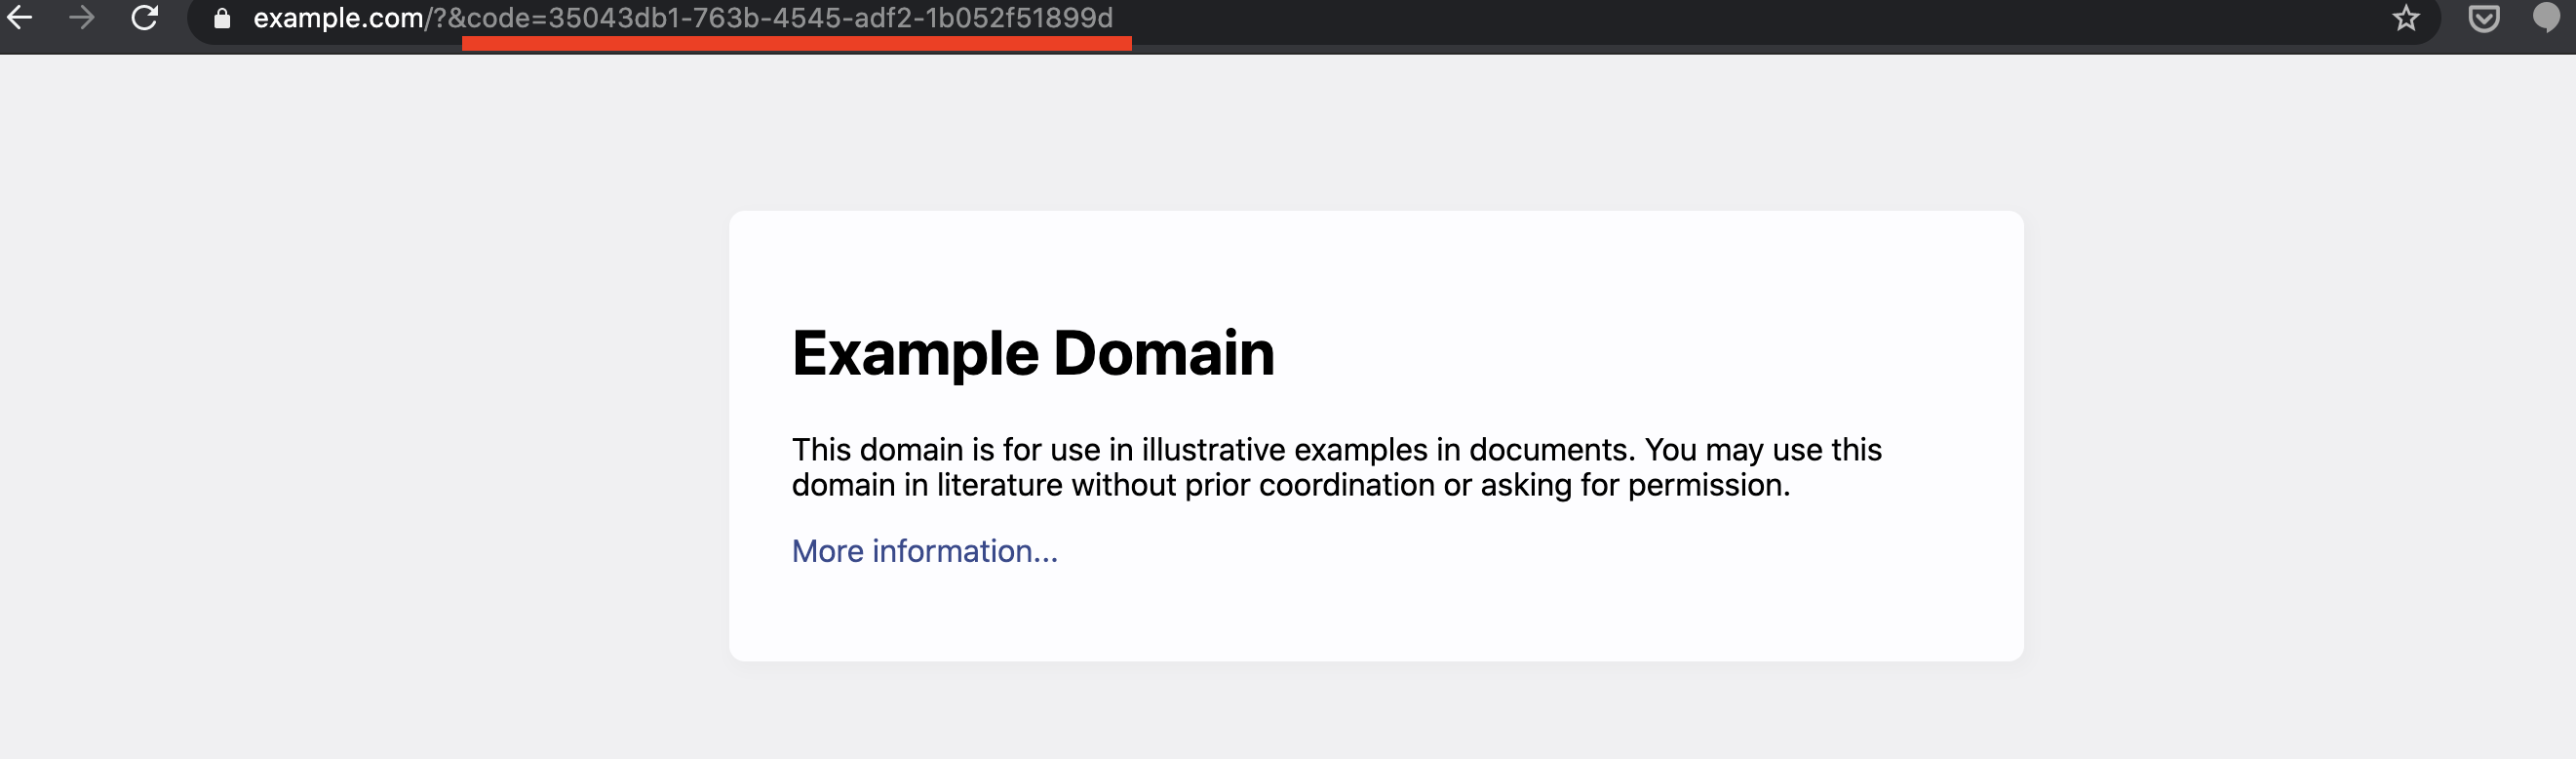 example.com/?&code=35043db1-763b-4545-adf2-1b052f51899d
Example Domain
This domain is for use in illustrative examples in documents. You may use this
domain in literature without prior coordination or asking for permission.
More information...